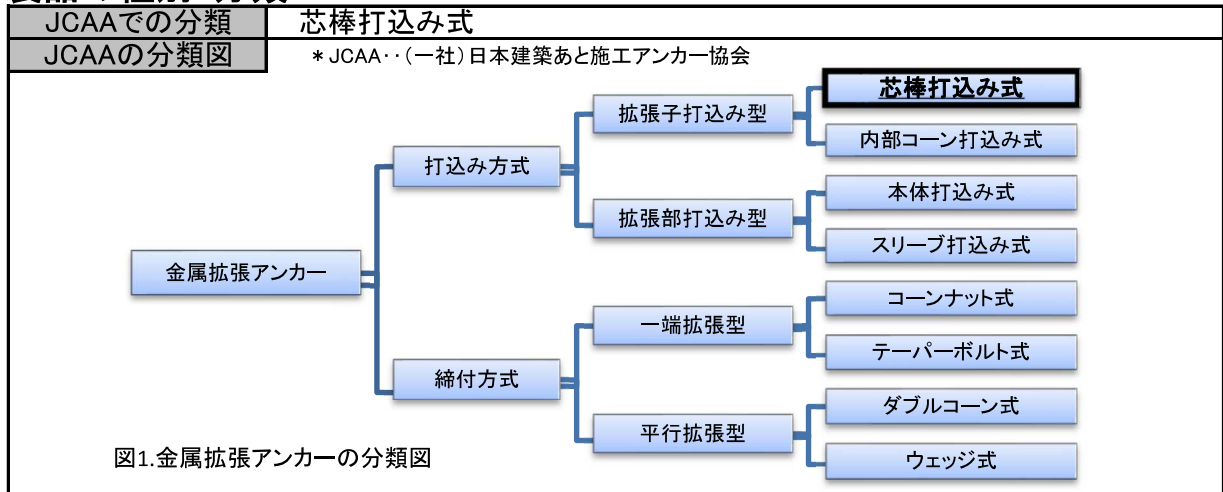 JCAAでの分類 芯棒打込み式
JCAAの分類図 *JCAA‥(一社)日本建築あと施工アンカー協会
芯棒打込み式
拡張子打込み型
内部コーン打込み式
打込み方式
本体打込み式
拡張部打込み型
スリーブ打込み式
金属拡張アンカー
コーンナット式
一端拡張型
テーパーボルト式
締付方式
ダブルコーン式
平行拡張型
ウェッジ式
図1.金属拡張アンカーの分類図